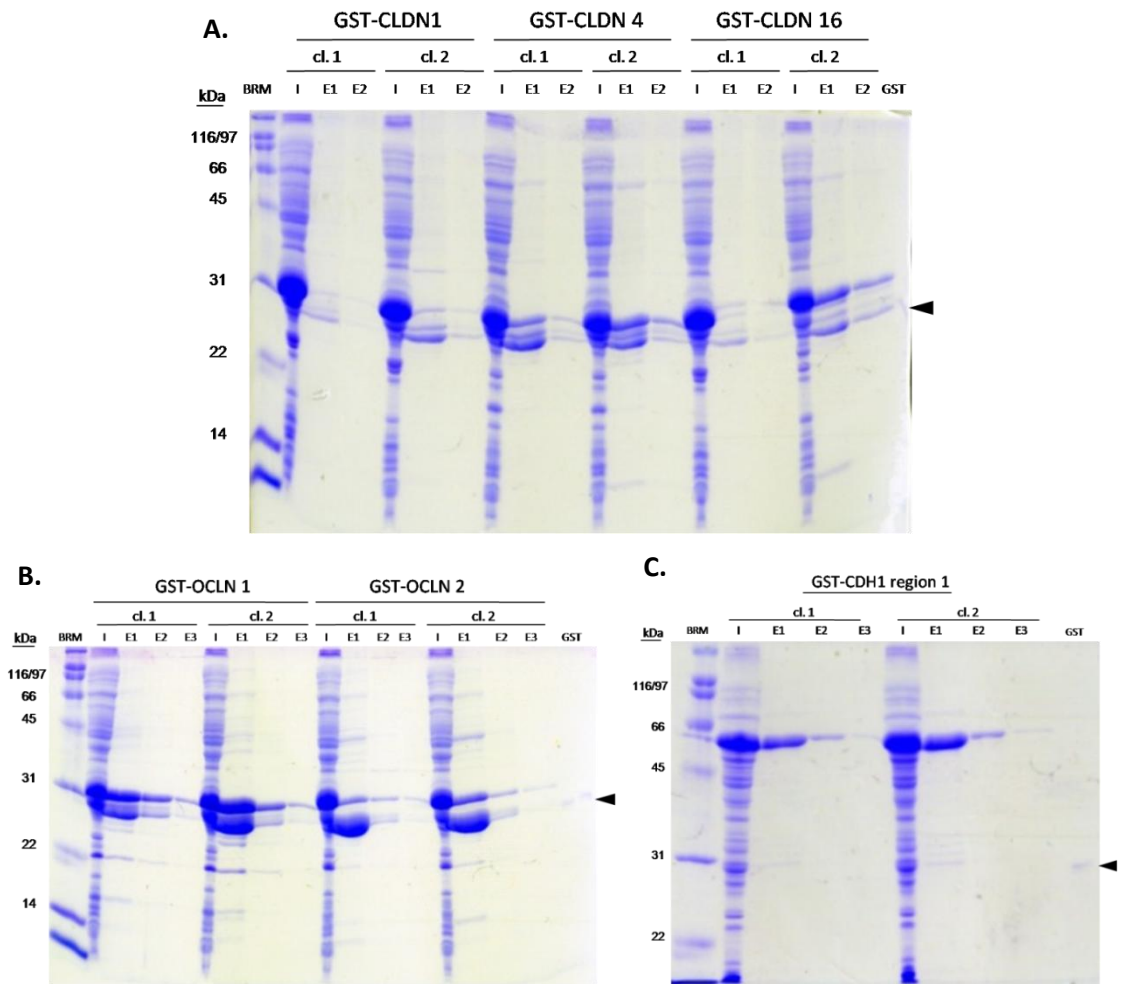 A.
GST-CLDN1 GST-CLDN 4 GST-CLDN 16
cl. 1 cl. 2 cl. 1 cl. 2 cl. 1 cl. 2
kDa BRM I E1 E2 I E1 E2 I E1 E2 I E1 E2 I E1 E2 I E1 E2 GST
116/97
66
45
31
22
14
B.
GST-OCLN 1 GST-OCLN 2
cl. 1 cl. 2 cl. 1 cl. 2
kDa BRM I E1 E2 E3 I E1 E2 E3 I E1 E2 E3 I E1 E2 E3 GST
116/97
66
45
31
22
14
C.
GST-CDH1 region 1
cl. 1 cl. 2
kDa BRM I E1 E2 E3 I E1 E2 E3 GST
116/97
66
45
31
22